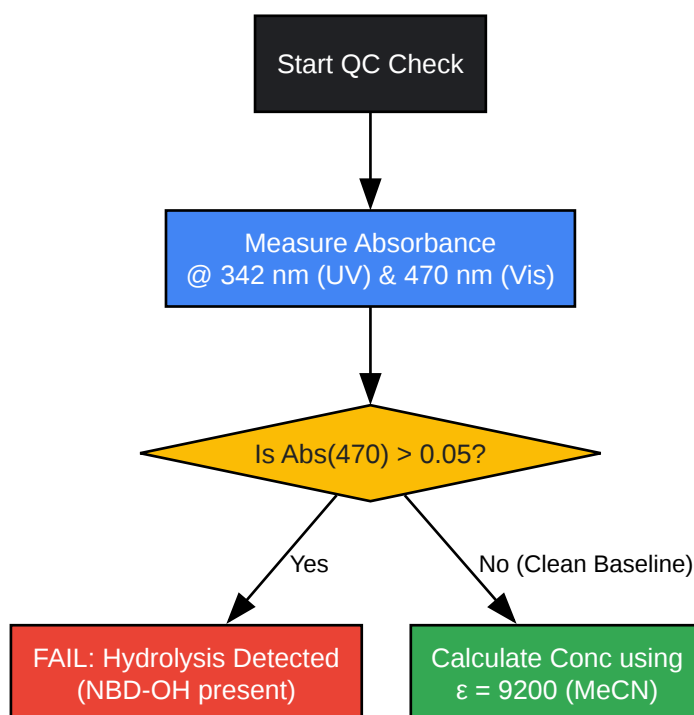 Start QC Check
Measure Absorbance
@ 342 nm (UV) & 470 nm (Vis)
Is Abs(470) > 0.05?
Yes
No (Clean Baseline)
FAIL: Hydrolysis Detected
(NBD-OH present)
Calculate Conc using
ε = 9200 (MeCN)